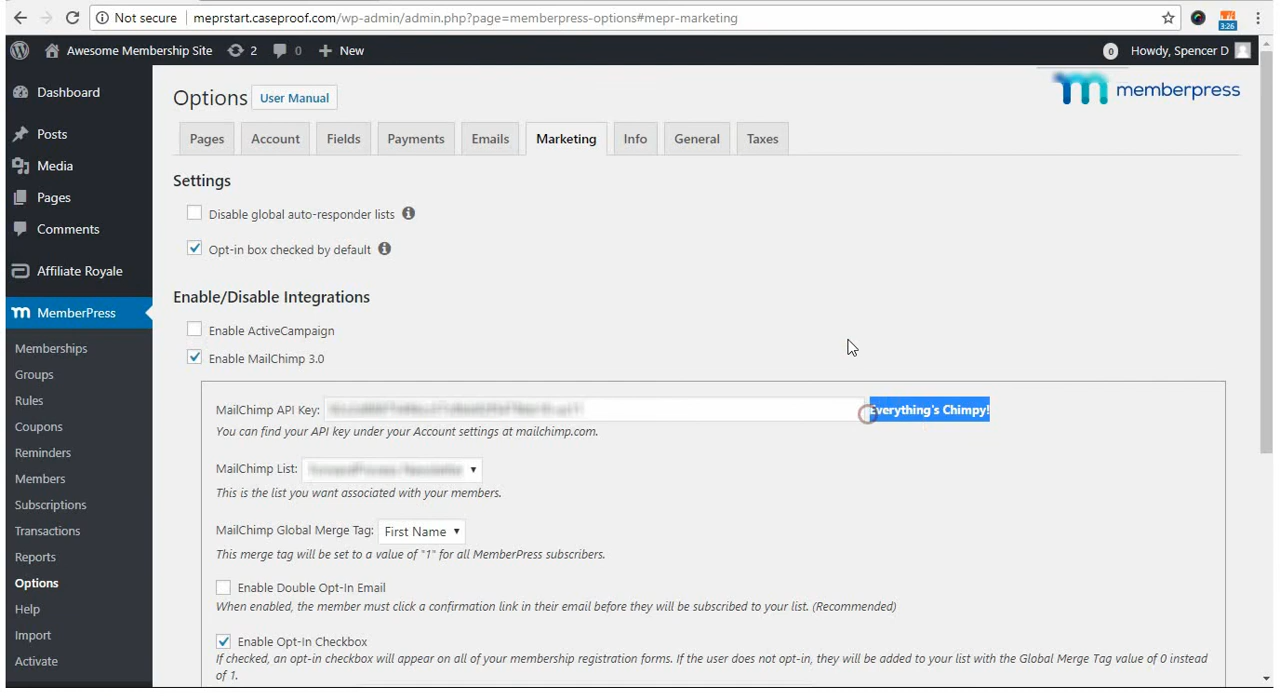 Not secure meprstart.caseproof.com/wp-admin/admin.php?page=memberpress-options#mepr-marketing
3:26
Awesome Membership Site 2 0 New 0 Howdy, Spencer D
Dashboard
Posts
Media
Pages
Comments
Affiliate Royale
MemberPress
Memberships
Groups
Rules
Coupons
Reminders
Members
Subscriptions
Transactions
Reports
Options
Help
Import
Activate
Options User Manual
memberpress
Pages Account Fields Payments Emails Marketing Info General Taxes
Settings
Disable global auto-responder lists
Opt-in box checked by default
Enable/Disable Integrations
Enable ActiveCampaign
Enable MailChimp 3.0
MailChimp API Key: Everything's Chimpy!
You can find your API key under your Account settings at mailchimp.com.
MailChimp List:
This is the list you want associated with your members.
MailChimp Global Merge Tag: First Name
This merge tag will be set to a value of "1" for all MemberPress subscribers.
Enable Double Opt-In Email
When enabled, the member must click a confirmation link in their email before they will be subscribed to your list. (Recommended)
Enable Opt-In Checkbox
If checked, an opt-in checkbox will appear on all of your membership registration forms. If the user does not opt-in, they will be added to your list with the Global Merge Tag value of 0 instead
of 1.